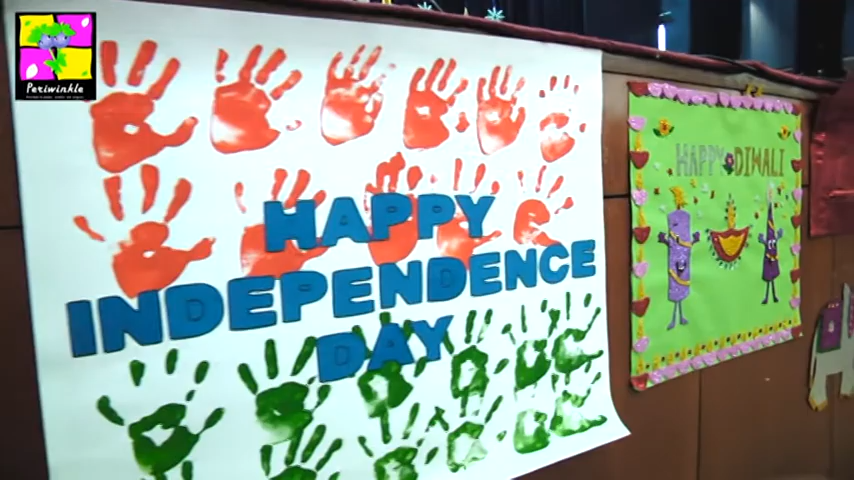 Periwinkle
HAPPY
INDEPENDENCE
DAY
HAPPY DIWALI